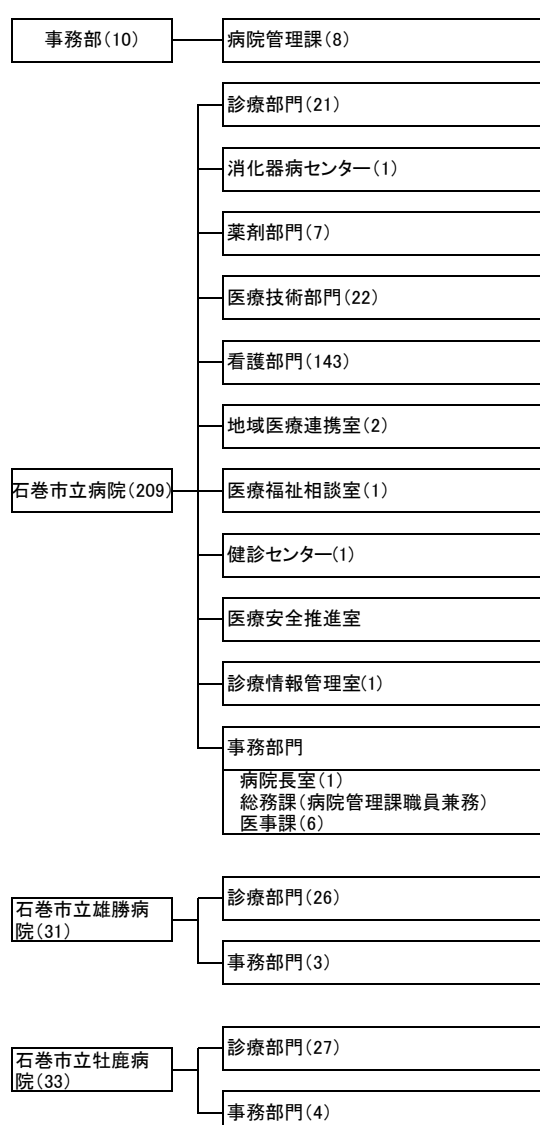 事務部(10)
病院管理課(8)
診療部門(21)
消化器病センター(1)
薬剤部門(7)
医療技術部門(22)
看護部門(143)
地域医療連携室(2)
石巻市立病院(209)
医療福祉相談室(1)
健診センター(1)
医療安全推進室
診療情報管理室(1)
事務部門
病院長室(1)
総務課(病院管理課職員兼務)
医事課(6)
石巻市立雄勝病
院(31)
診療部門(26)
事務部門(3)
石巻市立牡鹿病
院(33)
診療部門(27)
事務部門(4)